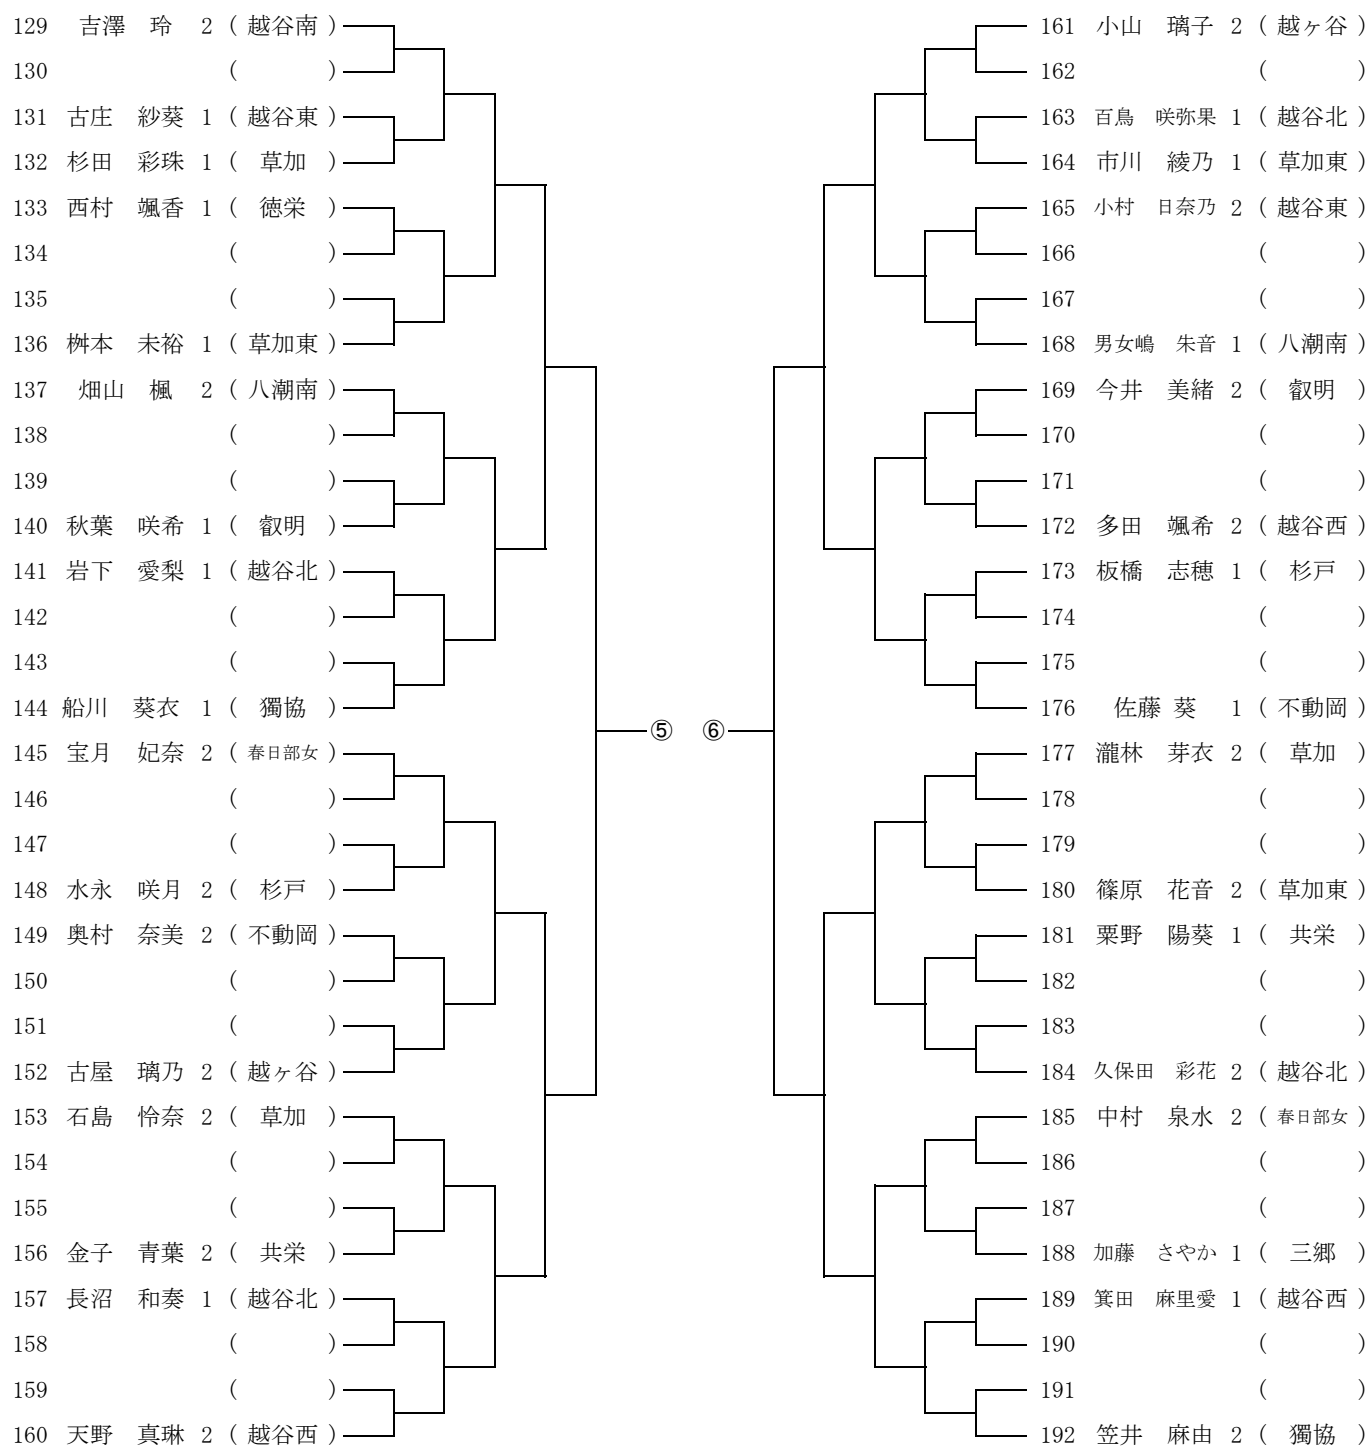 129 吉澤 玲 2 ( 越谷南 )
130 ( )
131 古庄 紗葵 1 ( 越谷東 )
132 杉田 彩珠 1 ( 草加 )
133 西村 颯香 1 ( 徳栄 )
134 ( )
135 ( )
136 桝本 未裕 1 ( 草加東 )
137 畑山 楓 2 ( 八潮南 )
138 ( )
139 ( )
140 秋葉 咲希 1 ( 叡明 )
141 岩下 愛梨 1 ( 越谷北 )
142 ( )
143 ( )
144 船川 葵衣 1 ( 獨協 )
145 宝月 妃奈 2 ( 春日部女 )
146 ( )
147 ( )
148 水永 咲月 2 ( 杉戸 )
149 奥村 奈美 2 ( 不動岡 )
150 ( )
151 ( )
152 古屋 璃乃 2 ( 越ヶ谷 )
153 石島 怜奈 2 ( 草加 )
154 ( )
155 ( )
156 金子 青葉 2 ( 共栄 )
157 長沼 和奏 1 ( 越谷北 )
158 ( )
159 ( )
160 天野 真琳 2 ( 越谷西 )
⑤ ⑥
161 小山 璃子 2 ( 越ヶ谷 )
162 ( )
163 百鳥 咲弥果 1 ( 越谷北 )
164 市川 綾乃 1 ( 草加東 )
165 小村 日奈乃 2 ( 越谷東 )
166 ( )
167 ( )
168 男女嶋 朱音 1 ( 八潮南 )
169 今井 美緒 2 ( 叡明 )
170 ( )
171 ( )
172 多田 颯希 2 ( 越谷西 )
173 板橋 志穂 1 ( 杉戸 )
174 ( )
175 ( )
176 佐藤 葵 1 ( 不動岡 )
177 瀧林 芽衣 2 ( 草加 )
178 ( )
179 ( )
180 篠原 花音 2 ( 草加東 )
181 粟野 陽葵 1 ( 共栄 )
182 ( )
183 ( )
184 久保田 彩花 2 ( 越谷北 )
185 中村 泉水 2 ( 春日部女 )
186 ( )
187 ( )
188 加藤 さやか 1 ( 三郷 )
189 箕田 麻里愛 1 ( 越谷西 )
190 ( )
191 ( )
192 笠井 麻由 2 ( 獨協 )